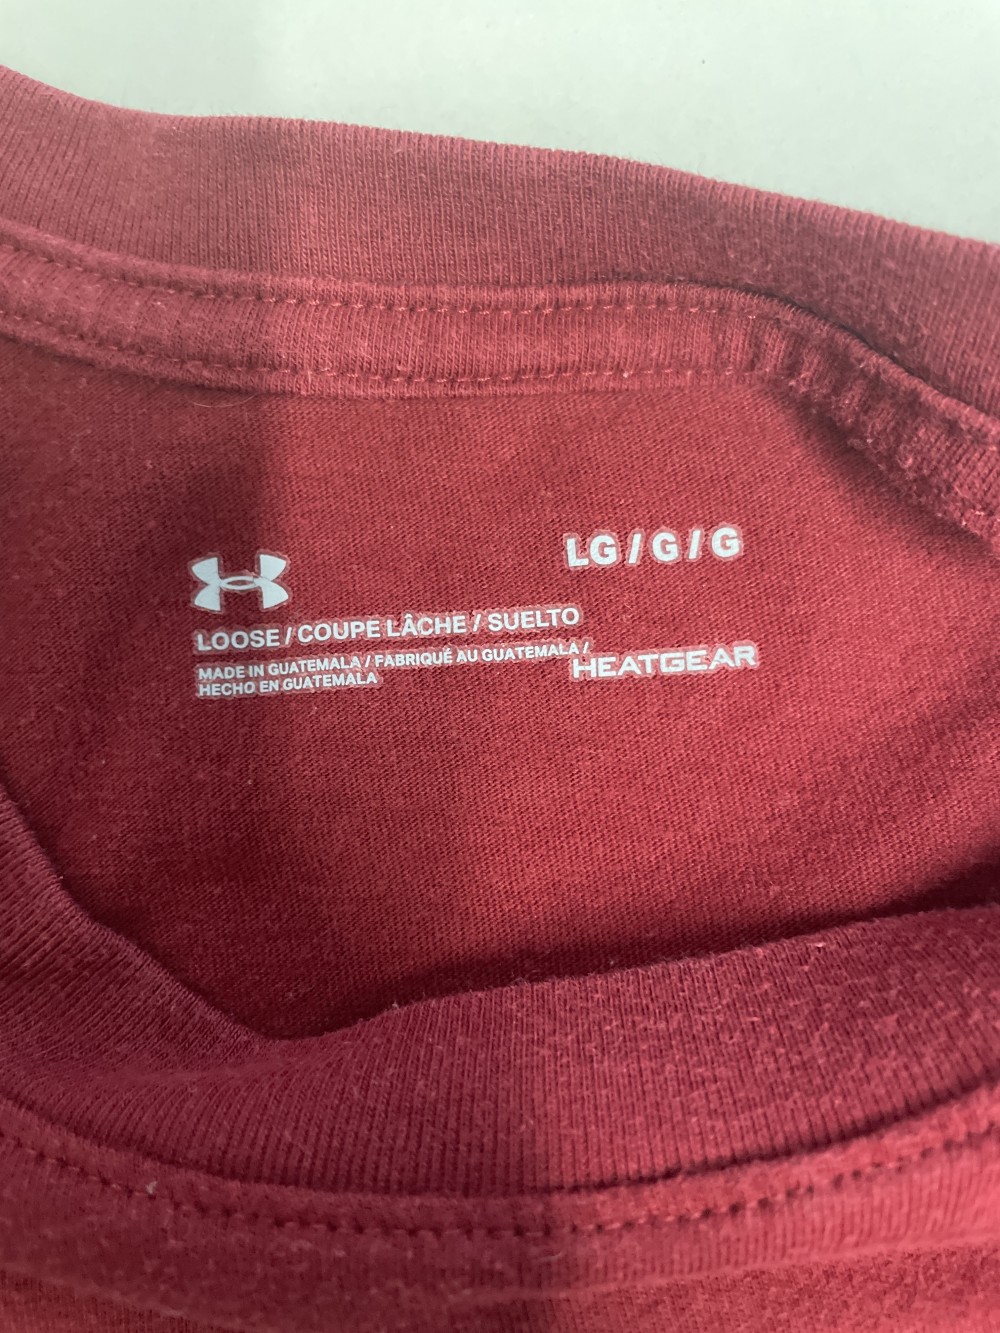 LG / G / G
LOOSE / COUPE LÂCHE / SUELTO
MADE IN GUATEMALA / FABRIQUÉ AU GUATEMALA /
HECHO EN GUATEMALA
HEATGEAR